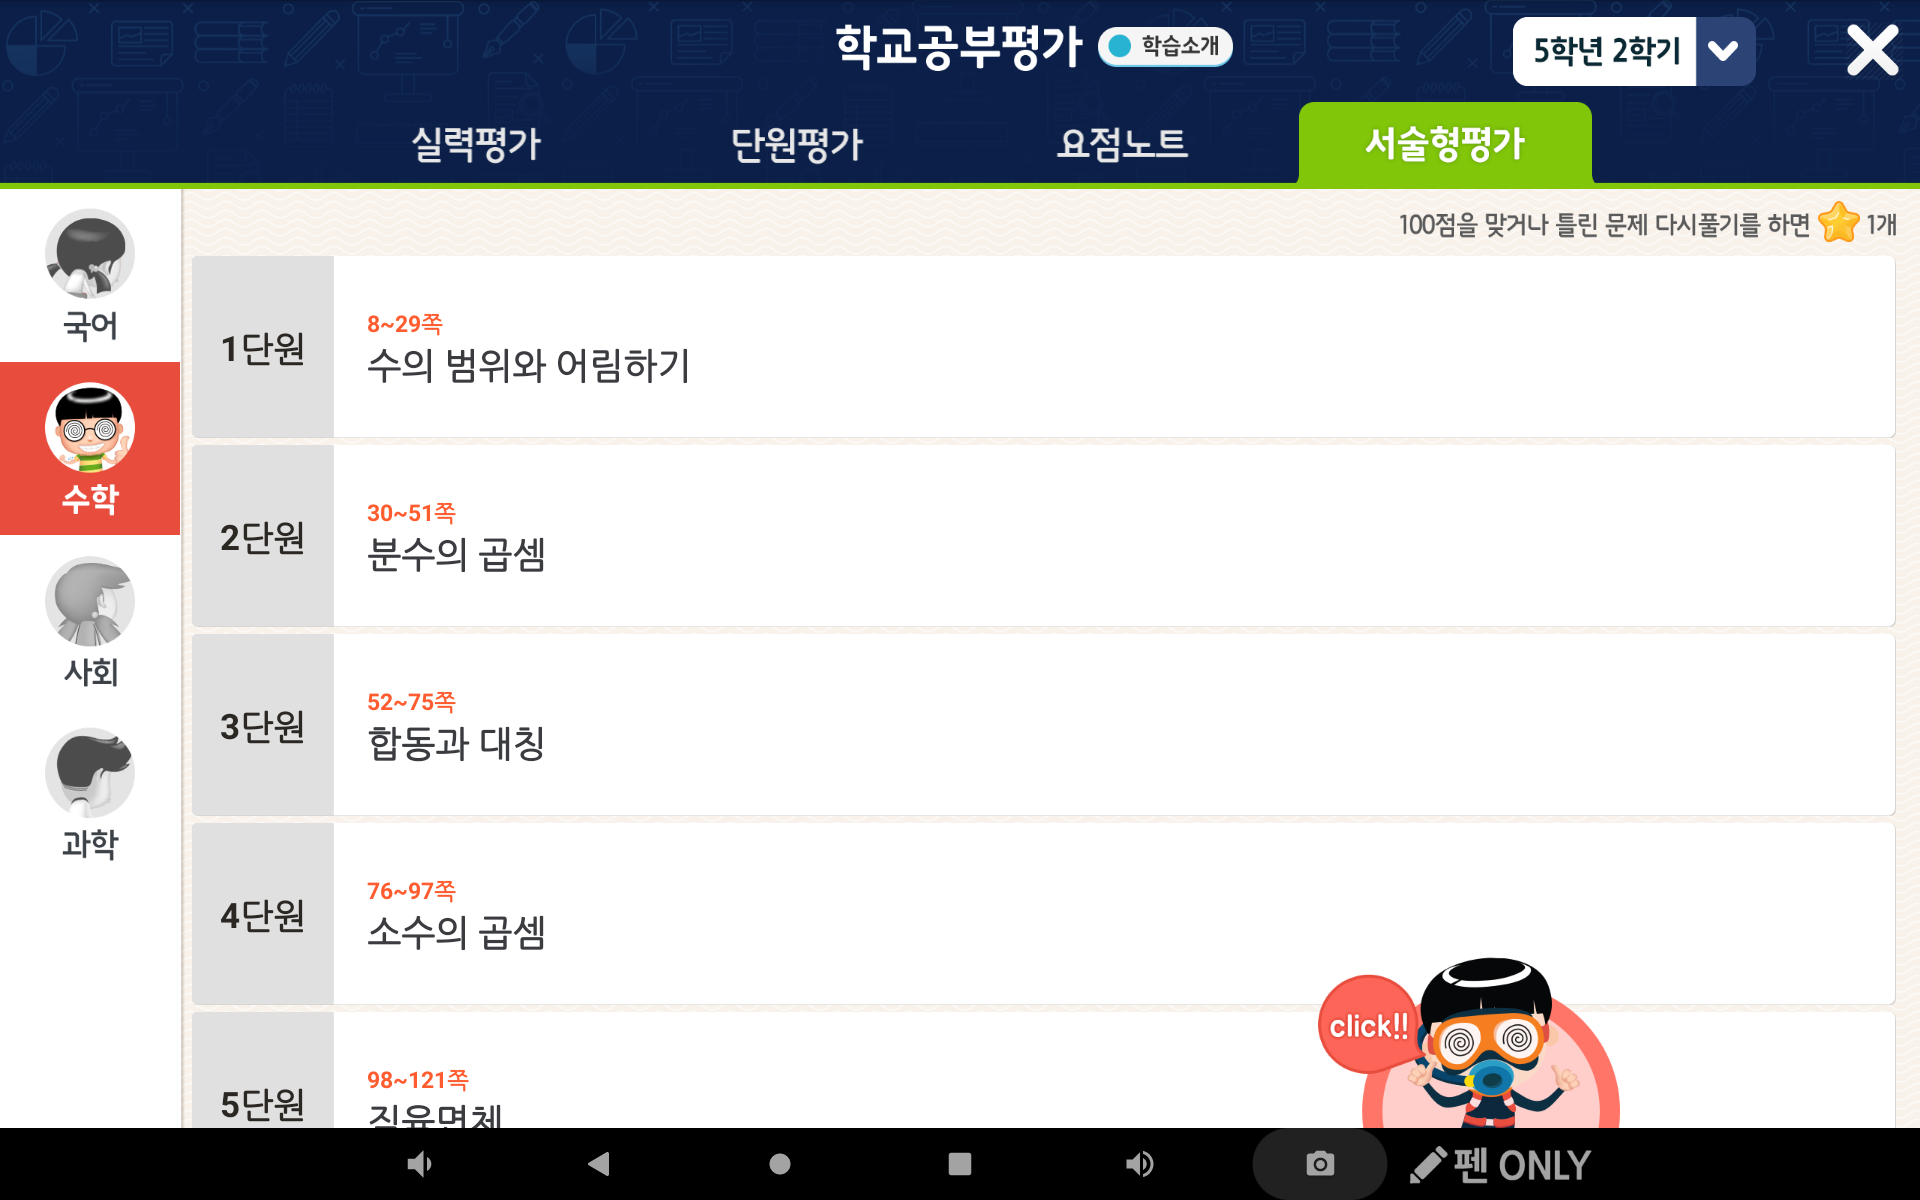 학교공부평가
학습소개
5학년 2학기
실력평가
단원평가
요점노트
서술형평가
100점을 맞거나 틀린 문제 다시풀기를 하면 1개
국어
수학
사회
과학
1단원
8~29쪽
수의 범위와 어림하기
2단원
30~51쪽
분수의 곱셈
3단원
52~75쪽
합동과 대칭
4단원
76~97쪽
소수의 곱셈
5단원
98~121쪽
직육면체
click!!
펜 ONLY